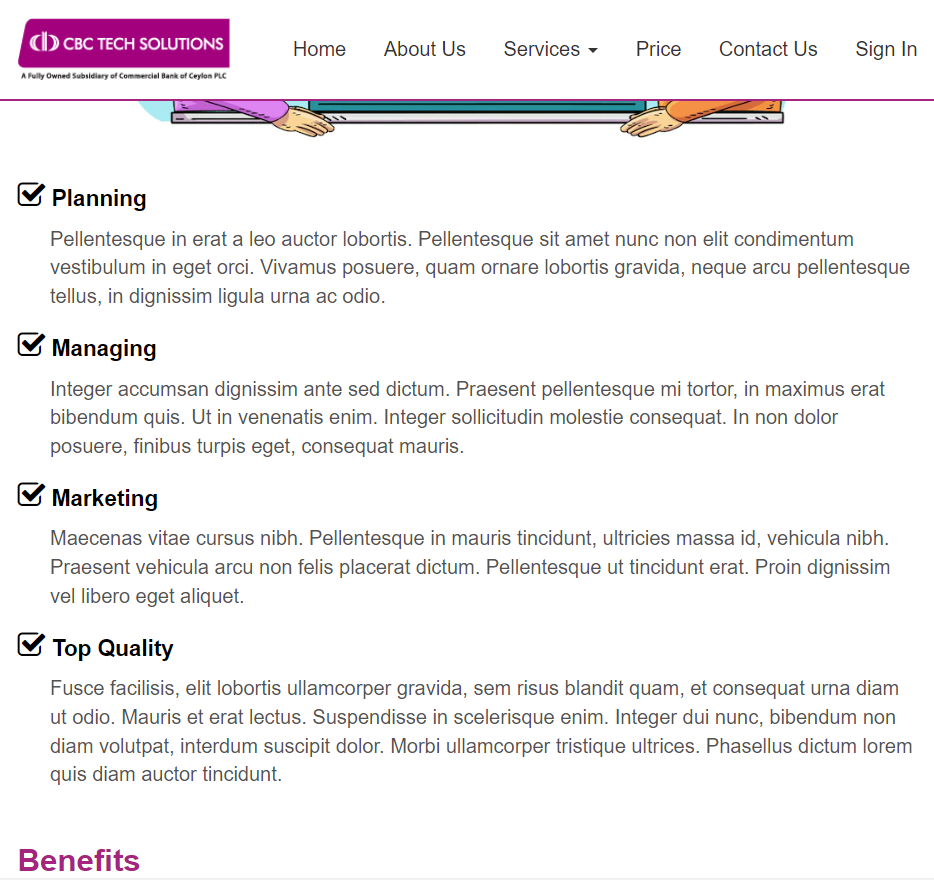 CBC TECH SOLUTIONS
A Fully Owned Subsidiary of Commercial Bank of Ceylon PLC
Home About Us Services Price Contact Us Sign In
Planning
Pellentesque in erat a leo auctor lobortis. Pellentesque sit amet nunc non elit condimentum
vestibulum in eget orci. Vivamus posuere, quam ornare lobortis gravida, neque arcu pellentesque
tellus, in dignissim ligula urna ac odio.
Managing
Integer accumsan dignissim ante sed dictum. Praesent pellentesque mi tortor, in maximus erat
bibendum quis. Ut in venenatis enim. Integer sollicitudin molestie consequat. In non dolor
posuere, finibus turpis eget, consequat mauris.
Marketing
Maecenas vitae cursus nibh. Pellentesque in mauris tincidunt, ultricies massa id, vehicula nibh.
Praesent vehicula arcu non felis placerat dictum. Pellentesque ut tincidunt erat. Proin dignissim
vel libero eget aliquet.
Top Quality
Fusce facilisis, elit lobortis ullamcorper gravida, sem risus blandit quam, et consequat urna diam
ut odio. Mauris et erat lectus. Suspendisse in scelerisque enim. Integer dui nunc, bibendum non
diam volutpat, interdum suscipit dolor. Morbi ullamcorper tristique ultrices. Phasellus dictum lorem
quis diam auctor tincidunt.
Benefits